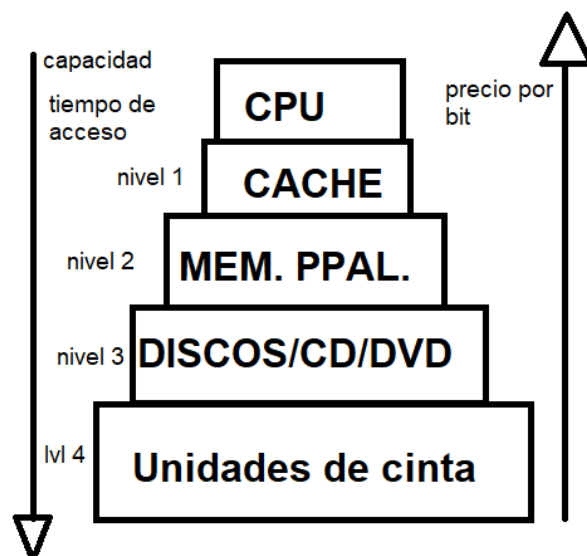 capacidad
tiempo de
acceso
precio por
bit
CPU
nivel 1
CACHE
nivel 2
MEM. PPAL.
nivel 3
DISCOS/CD/DVD
lvl 4
Unidades de cinta